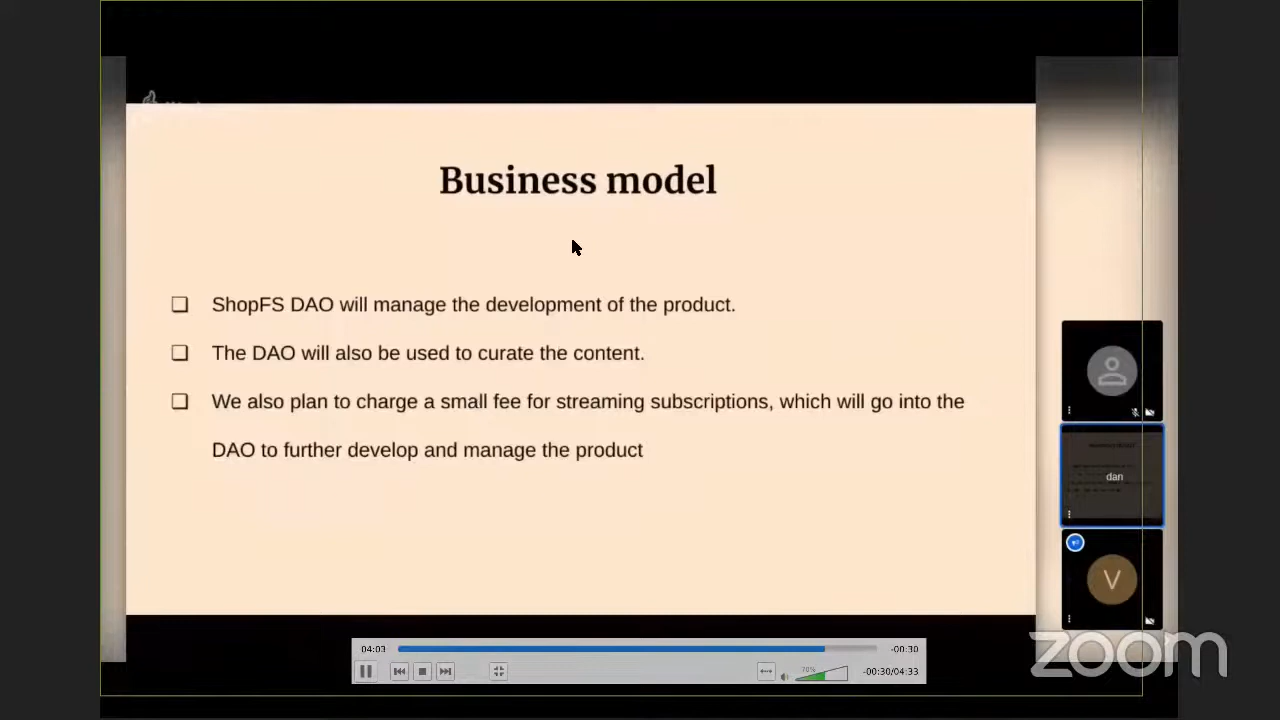 Business model
❏ ShopFS DAO will manage the development of the product.
❏ The DAO will also be used to curate the content.
❏ We also plan to charge a small fee for streaming subscriptions, which will go into the
DAO to further develop and manage the product
dan
V
04:03
-00:30
70%
-00:30/04:33
zoom